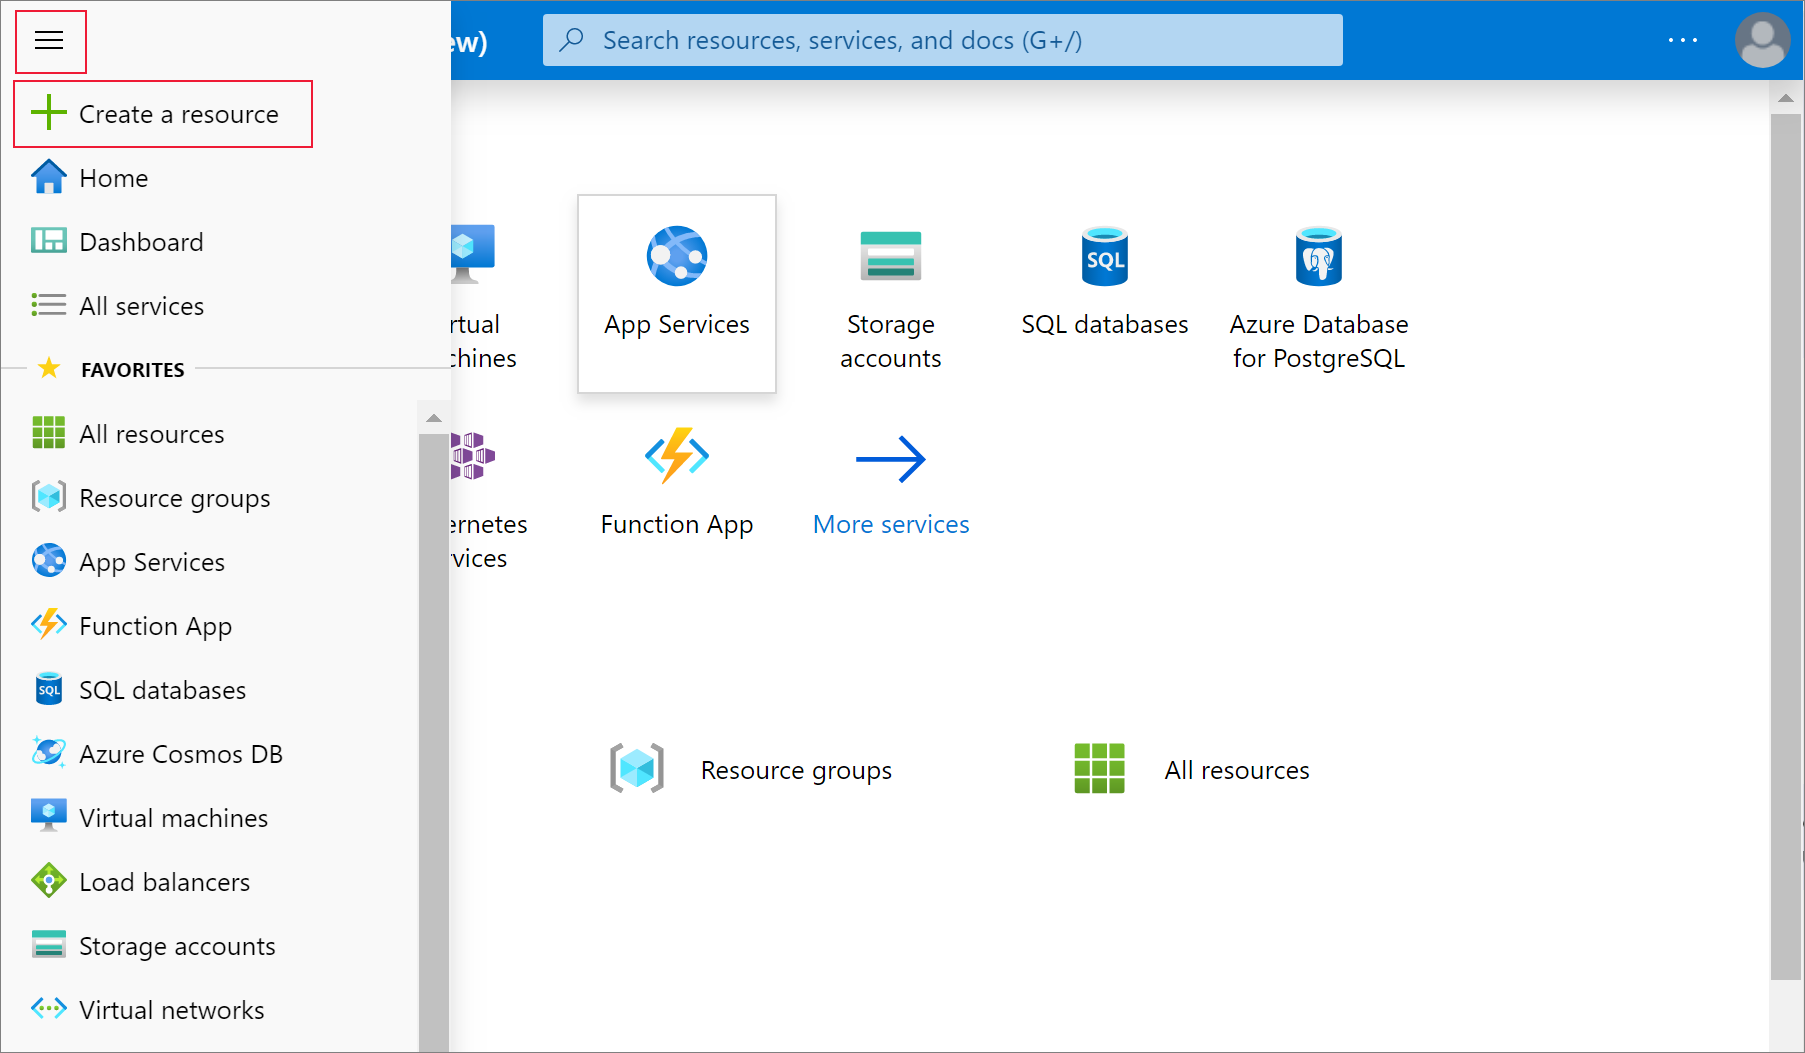 ew)
Search resources, services, and docs (G+/)
...
Create a resource
Home
Dashboard
All services
FAVORITES
All resources
Resource groups
App Services
Function App
SQL
SQL databases
Azure Cosmos DB
Virtual machines
Load balancers
Storage accounts
Virtual networks
rtual
chines
App Services
Storage
accounts
SQL
SQL databases
Azure Database
for PostgreSQL
ernetes
vices
Function App
More services
Resource groups
All resources